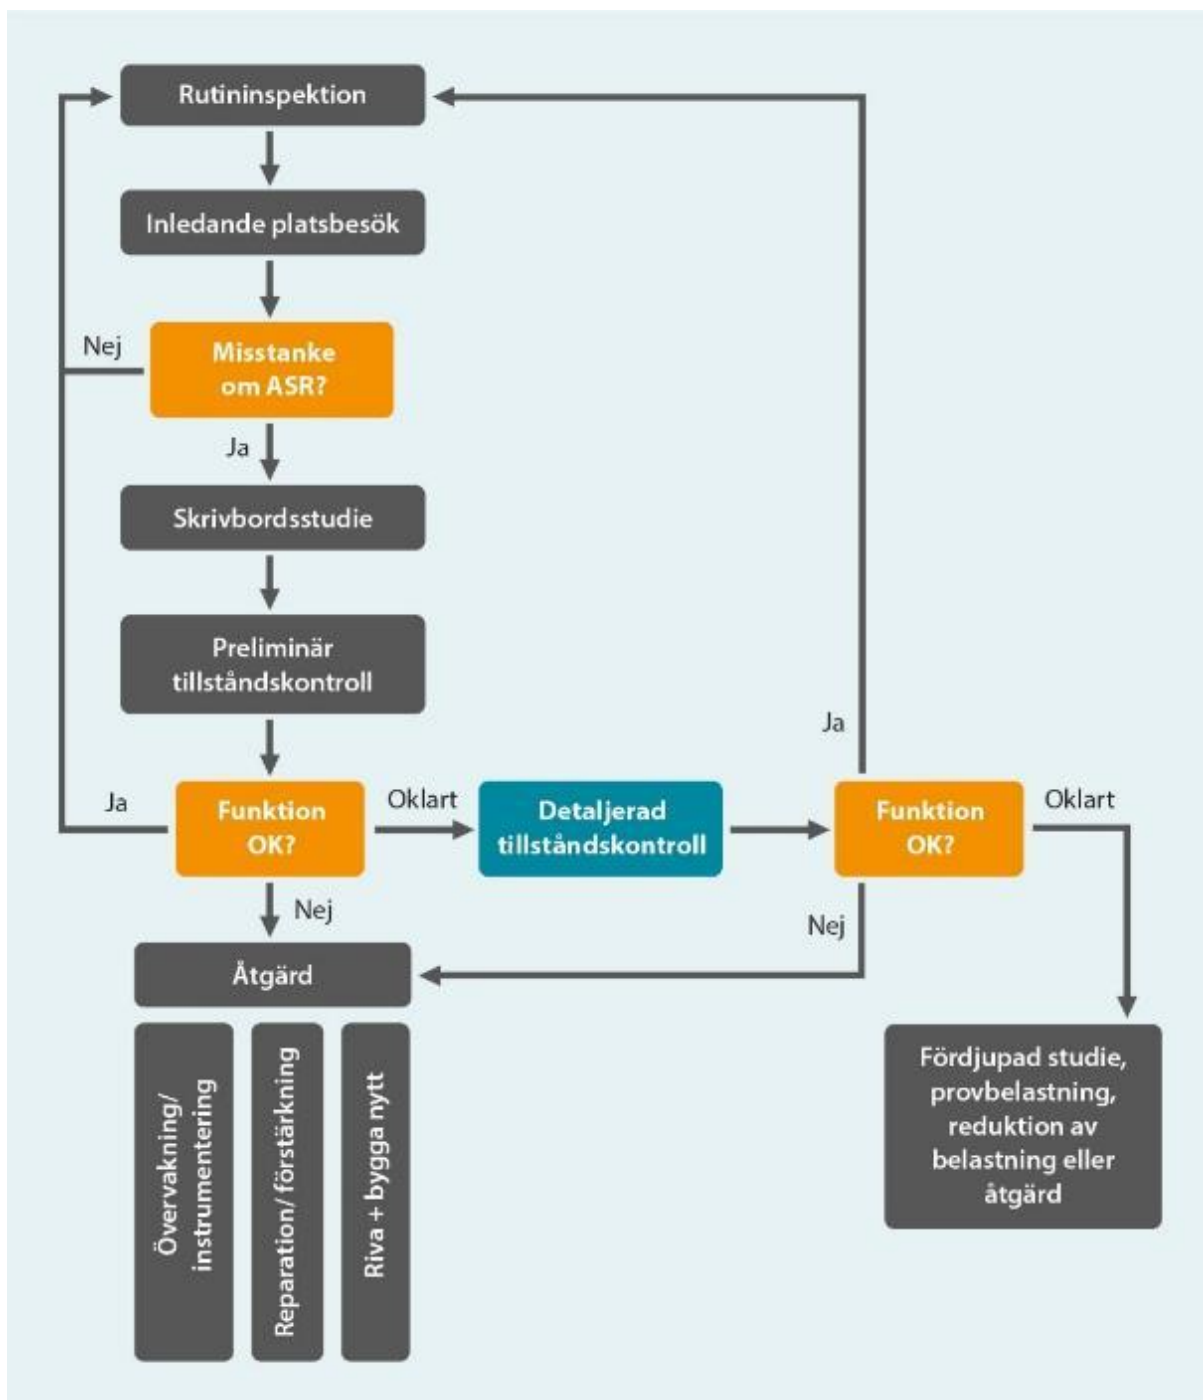 Rutininspektion
Inledande platsbesök
Nej
Misstanke
om ASR?
Ja
Skrivbordsstudie
Preliminär
tillståndskontroll
Ja
Ja
Funktion
OK?
Oklart
Detaljerad
tillståndskontroll
Funktion
OK?
Oklart
Nej
Nej
Åtgärd
Övervakning/
instrumentering
Reparation/ förstärkning
Riva + bygga nytt
Fördjupad studie,
provbelastning,
reduktion av
belastning eller
åtgärd